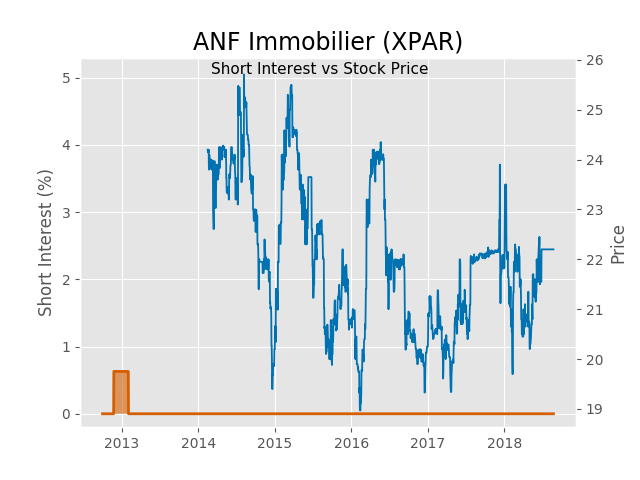 ANF Immobilier (XPAR)
Short Interest vs Stock Price
Short Interest (%)
5
4
3
2
1
0
26
25
24
23
22
21
20
19
Price
2013 2014 2015 2016 2017 2018